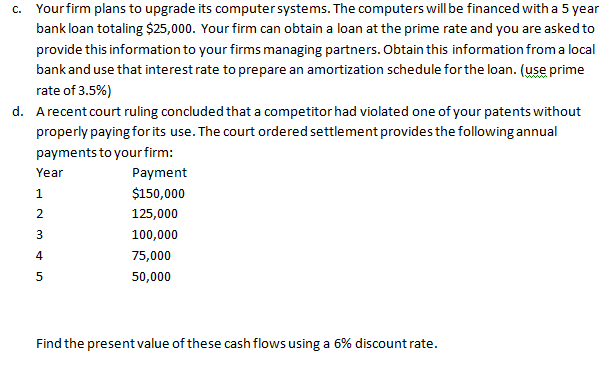 c. Your firm plans to upgrade its computer systems. The computers will be financed with a 5 year
bank loan totaling $25,000. Your firm can obtain a loan at the prime rate and you are asked to
provide this information to your firms managing partners. Obtain this information from a local
bank and use that interest rate to prepare an amortization schedule for the loan. (use prime
rate of 3.5%)
d. A recent court ruling concluded that a competitor had violated one of your patents without
properly paying for its use. The court ordered settlement provides the following annual
payments to your firm:
Year Payment
1 $150,000
2 125,000
3 100,000
4 75,000
5 50,000
Find the present value of these cash flows using a 6% discount rate.